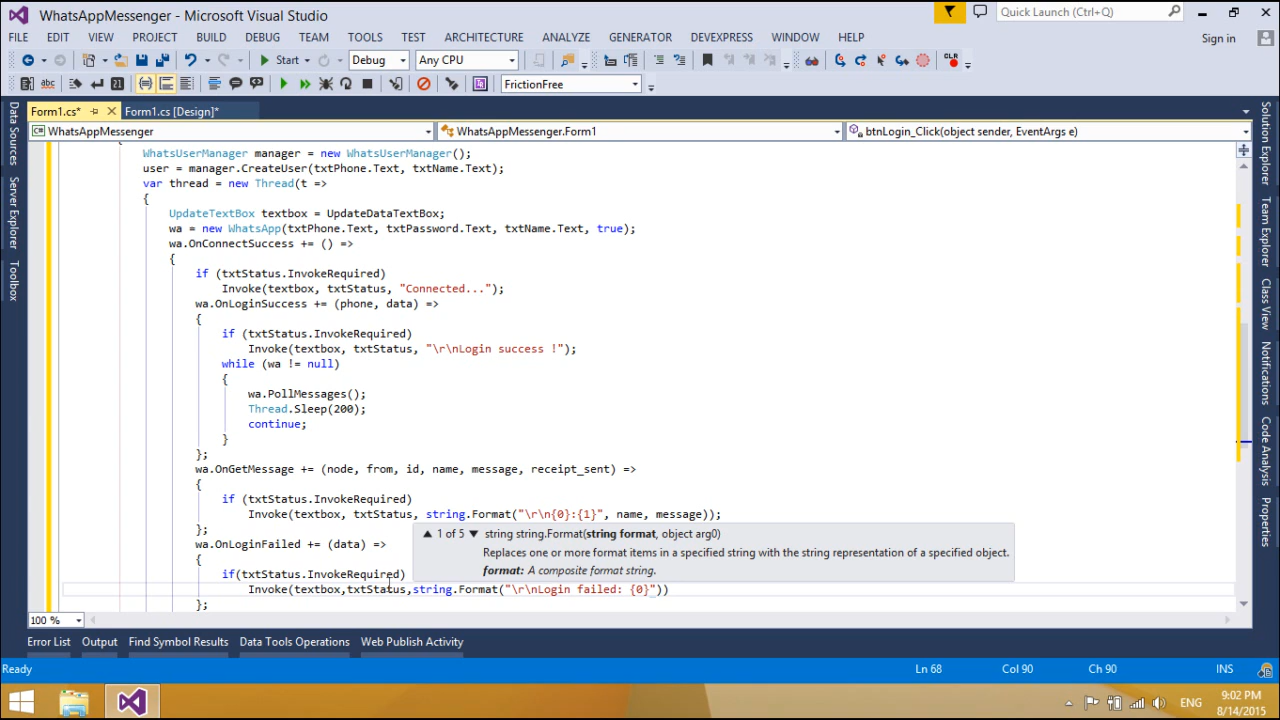 WhatsAppMessenger - Microsoft Visual Studio
Quick Launch (Ctrl+Q)
FILE EDIT VIEW PROJECT BUILD DEBUG TEAM TOOLS TEST ARCHITECTURE ANALYZE GENERATOR DEVEXPRESS WINDOW HELP
Sign in
Start Debug Any CPU
FrictionFree
Form1.cs* Form1.cs [Design]*
WhatsAppMessenger WhatsAppMessenger.Form1 btnLogin_Click(object sender, EventArgs e)
{
WhatsUserManager manager = new WhatsUserManager();
user = manager.CreateUser(txtPhone.Text, txtName.Text);
var thread = new Thread(t =>
{
UpdateTextBox textbox = UpdateDataTextBox;
wa = new WhatsApp(txtPhone.Text, txtPassword.Text, txtName.Text, true);
wa.OnConnectSuccess += () =>
{
if (txtStatus.InvokeRequired)
Invoke(textbox, txtStatus, "Connected...");
wa.OnLoginSuccess += (phone, data) =>
{
if (txtStatus.InvokeRequired)
Invoke(textbox, txtStatus, "\r\nLogin success !");
while (wa != null)
{
wa.PollMessages();
Thread.Sleep(200);
continue;
}
};
wa.OnGetMessage += (node, from, id, name, message, receipt_sent) =>
{
if (txtStatus.InvokeRequired)
Invoke(textbox, txtStatus, string.Format("\r\n{0}:{1}", name, message));
};
wa.OnLoginFailed += (data) =>
{
if(txtStatus.InvokeRequired)
Invoke(textbox,txtStatus,string.Format("\r\nLogin failed: {0}"))
};
1 of 5 string string.Format(string format, object arg0)
Replaces one or more format items in a specified string with the string representation of a specified object.
format: A composite format string.
Data Sources
Server Explorer
Toolbox
Solution Explorer
Team Explorer
Class View
Notifications
Code Analysis
Properties
100 %
Error List Output Find Symbol Results Data Tools Operations Web Publish Activity
Ready Ln 68 Col 90 Ch 90 INS
ENG
9:02 PM
8/14/2015